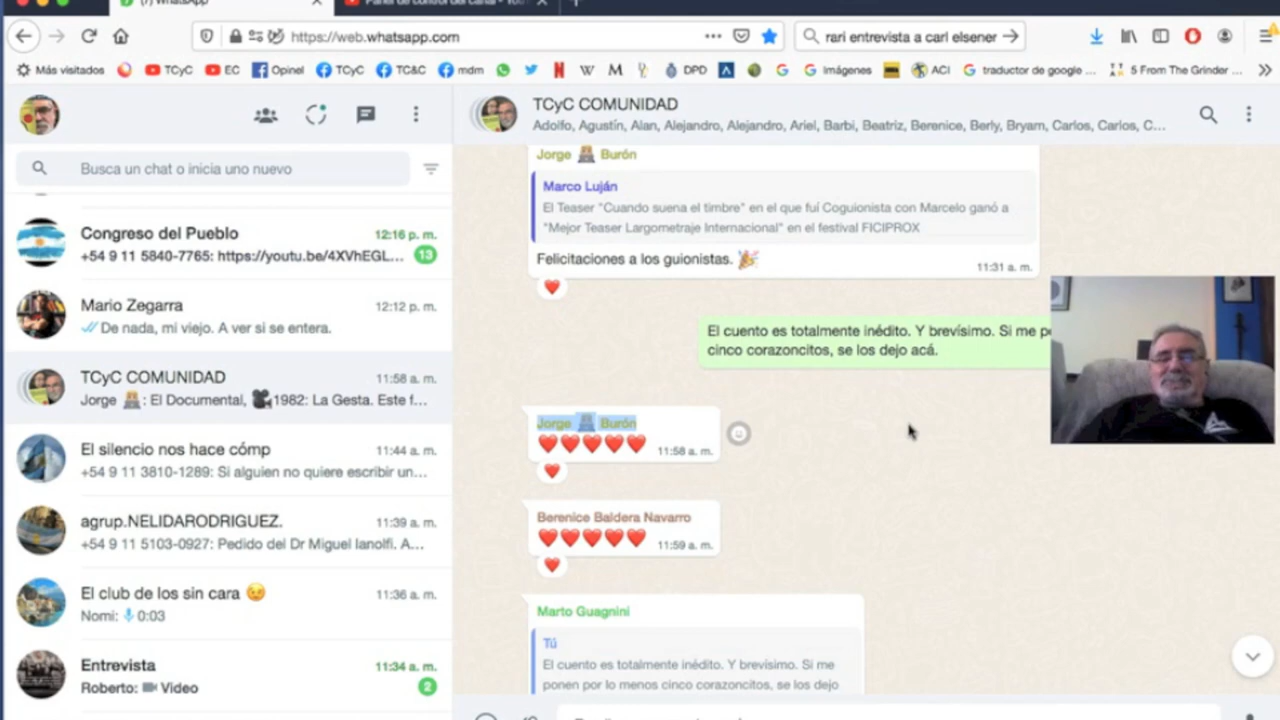 (7) WhatsApp
Panel de control del canal - You
https://web.whatsapp.com
rari entrevista a carl elsener
Más visitados
TCyC
EC
Opinel
TCyC
TC&C
mdm
DPD
Imágenes
ACI
traductor de google ...
5 From The Grinder ...
Busca un chat o inicia uno nuevo
Congreso del Pueblo
12:16 p. m.
+54 9 11 5840-7765: https://youtu.be/4XVhEGL...
13
Mario Zegarra
12:12 p. m.
De nada, mi viejo. A ver si se entera.
TCyC COMUNIDAD
11:58 a. m.
Jorge 👨🏻‍💻: El Documental, 🎥1982: La Gesta. Este f...
El silencio nos hace cómp
11:44 a. m.
+54 9 11 3810-1289: Si alguien no quiere escribir un...
agrup.NELIDARODRIGUEZ.
11:39 a. m.
+54 9 11 5103-0927: Pedido del Dr Miguel Ianolfi. A...
El club de los sin cara 😉
11:36 a. m.
Nomi: 0:03
Entrevista
11:34 a. m.
Roberto: Video
2
TCyC COMUNIDAD
Adolfo, Agustín, Alan, Alejandro, Alejandro, Ariel, Barbi, Beatriz, Berenice, Berly, Bryam, Carlos, Carlos, C...
Jorge Burón
Marco Luján
El Teaser "Cuando suena el timbre" en el que fuí Coguionista con Marcelo ganó a
"Mejor Teaser Largometraje Internacional" en el festival FICIPROX
Felicitaciones a los guionistas. 🎉
11:31 a. m.
El cuento es totalmente inédito. Y brevísimo. Si me p
cinco corazoncitos, se los dejo acá.
Jorge Burón
❤️❤️❤️❤️❤️
11:58 a. m.
Berenice Baldera Navarro
❤️❤️❤️❤️❤️
11:59 a. m.
Marto Guagnini
Tú
El cuento es totalmente inédito. Y brevísimo. Si me
ponen por lo menos cinco corazoncitos, se los dejo